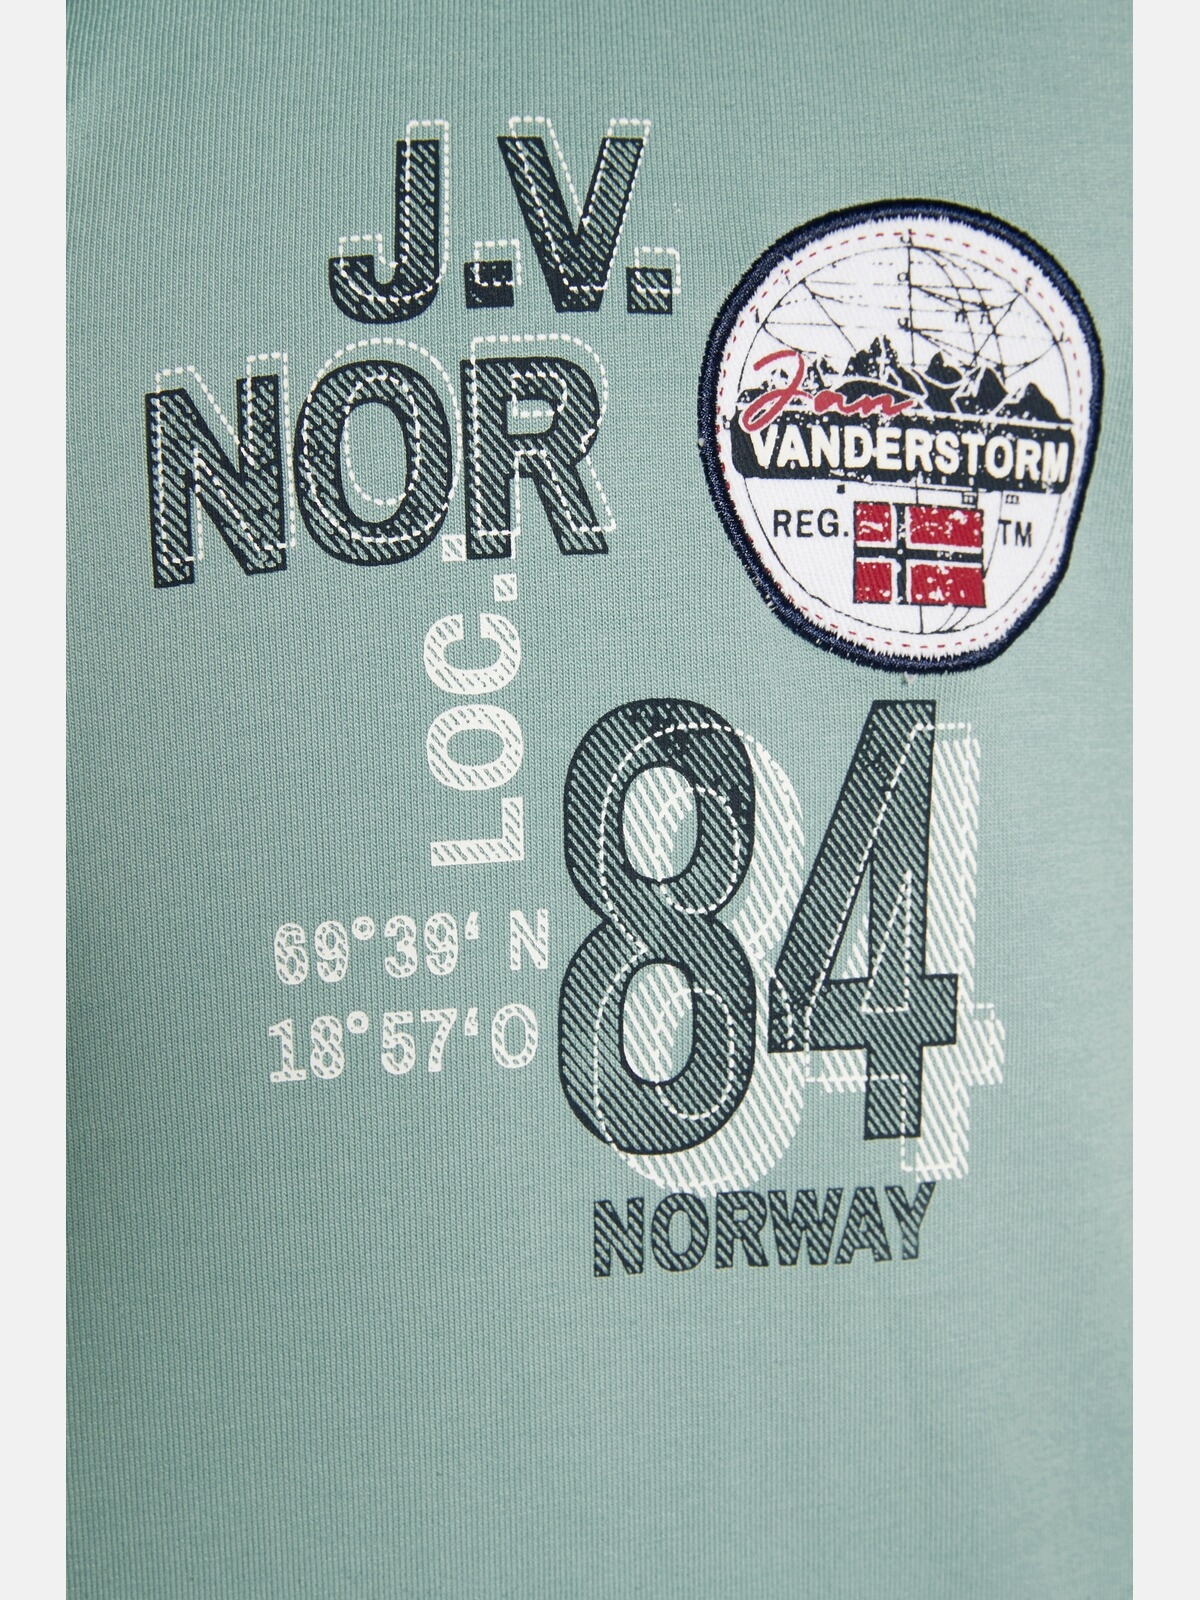 J.V.
NOR
Jan
VANDERSTORM
REG. TM
LOC.:
84
69°39‘ N
18°57‘O
NORWAY